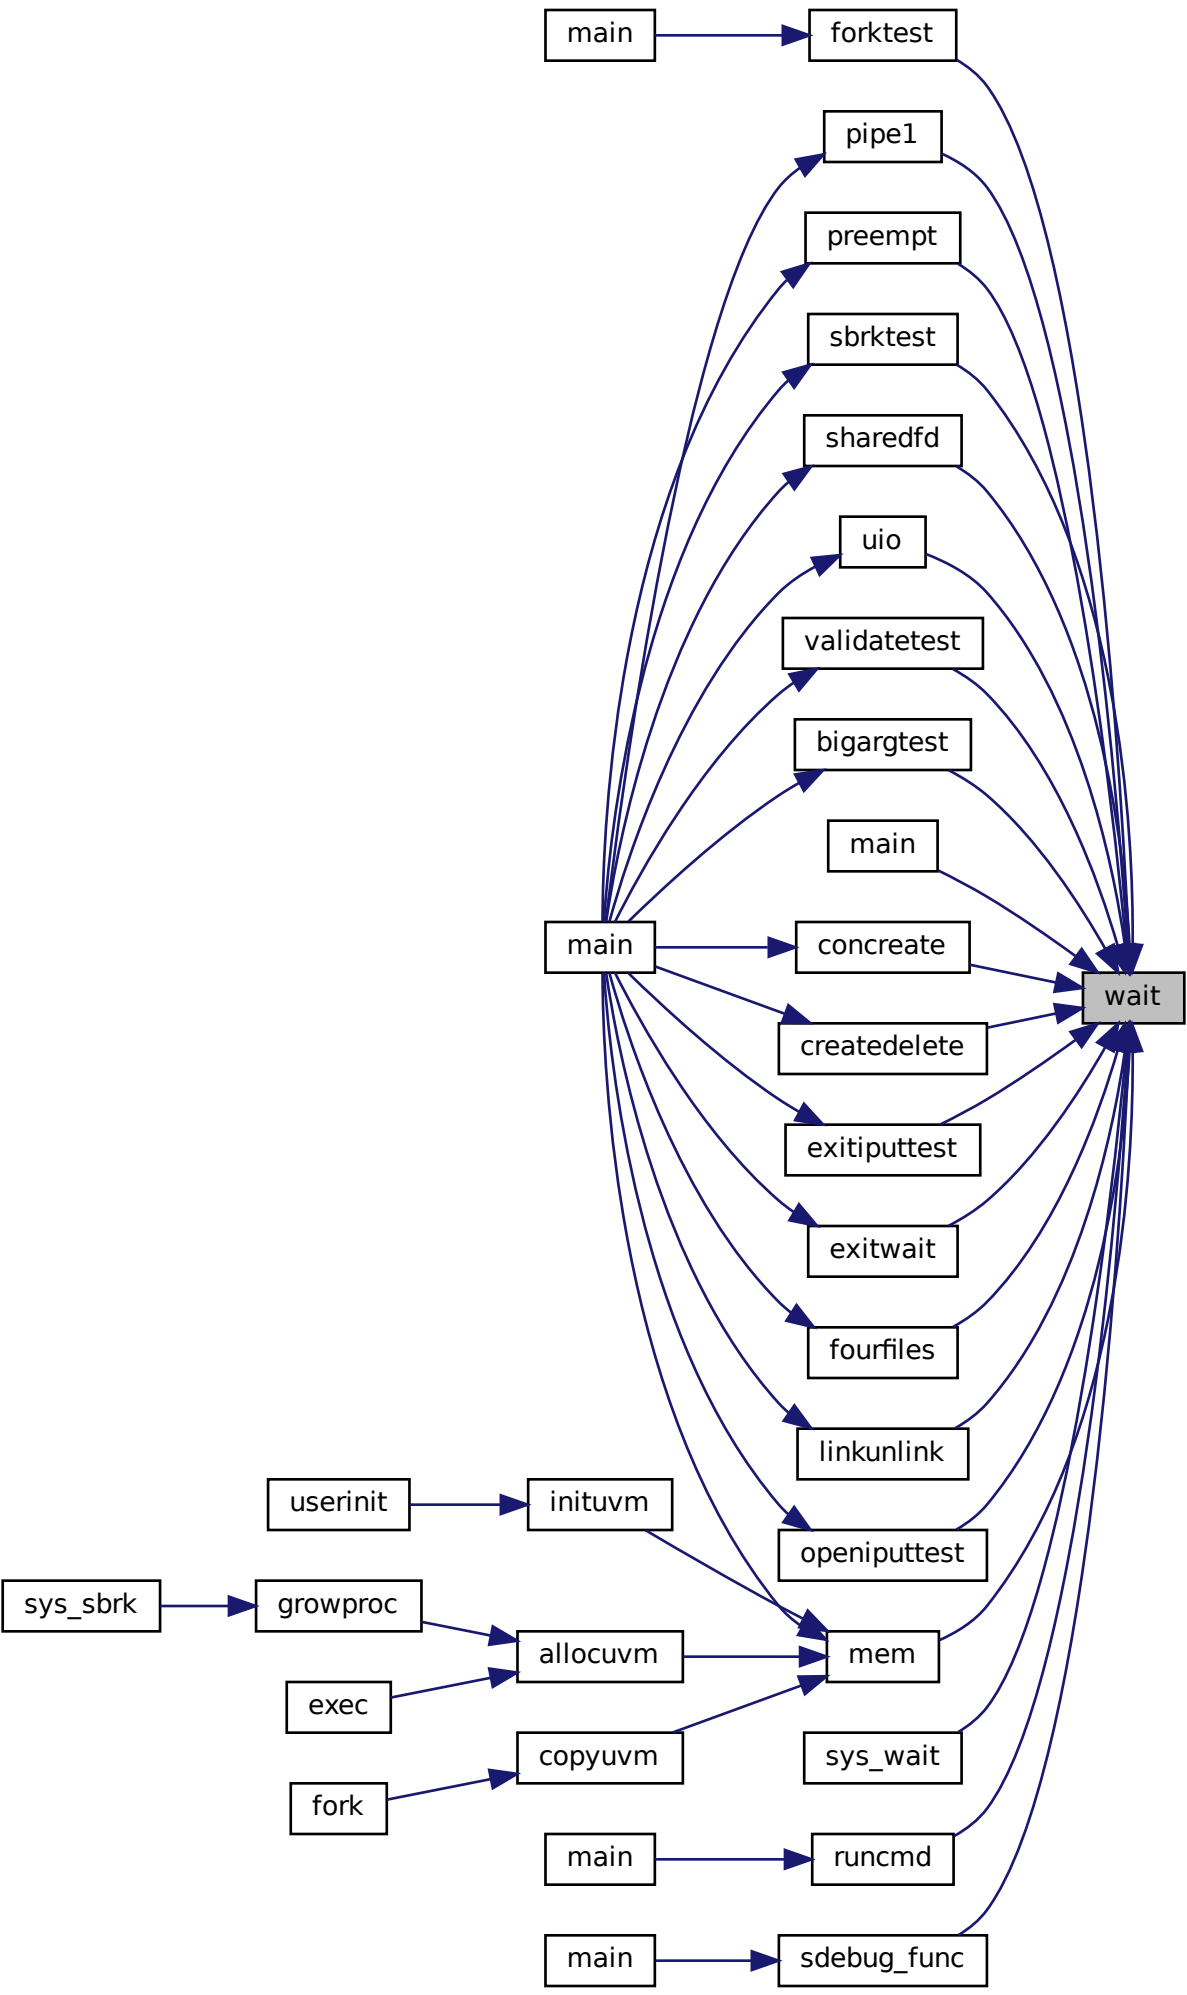 main
forktest
pipe1
preempt
sbrktest
sharedfd
uio
validatetest
bigargtest
main
main
concreate
wait
createdelete
exitiputtest
exitwait
fourfiles
linkunlink
userinit
inituvm
openiputtest
sys_sbrk
growproc
allocuvm
mem
exec
copyuvm
sys_wait
fork
main
runcmd
main
sdebug_func